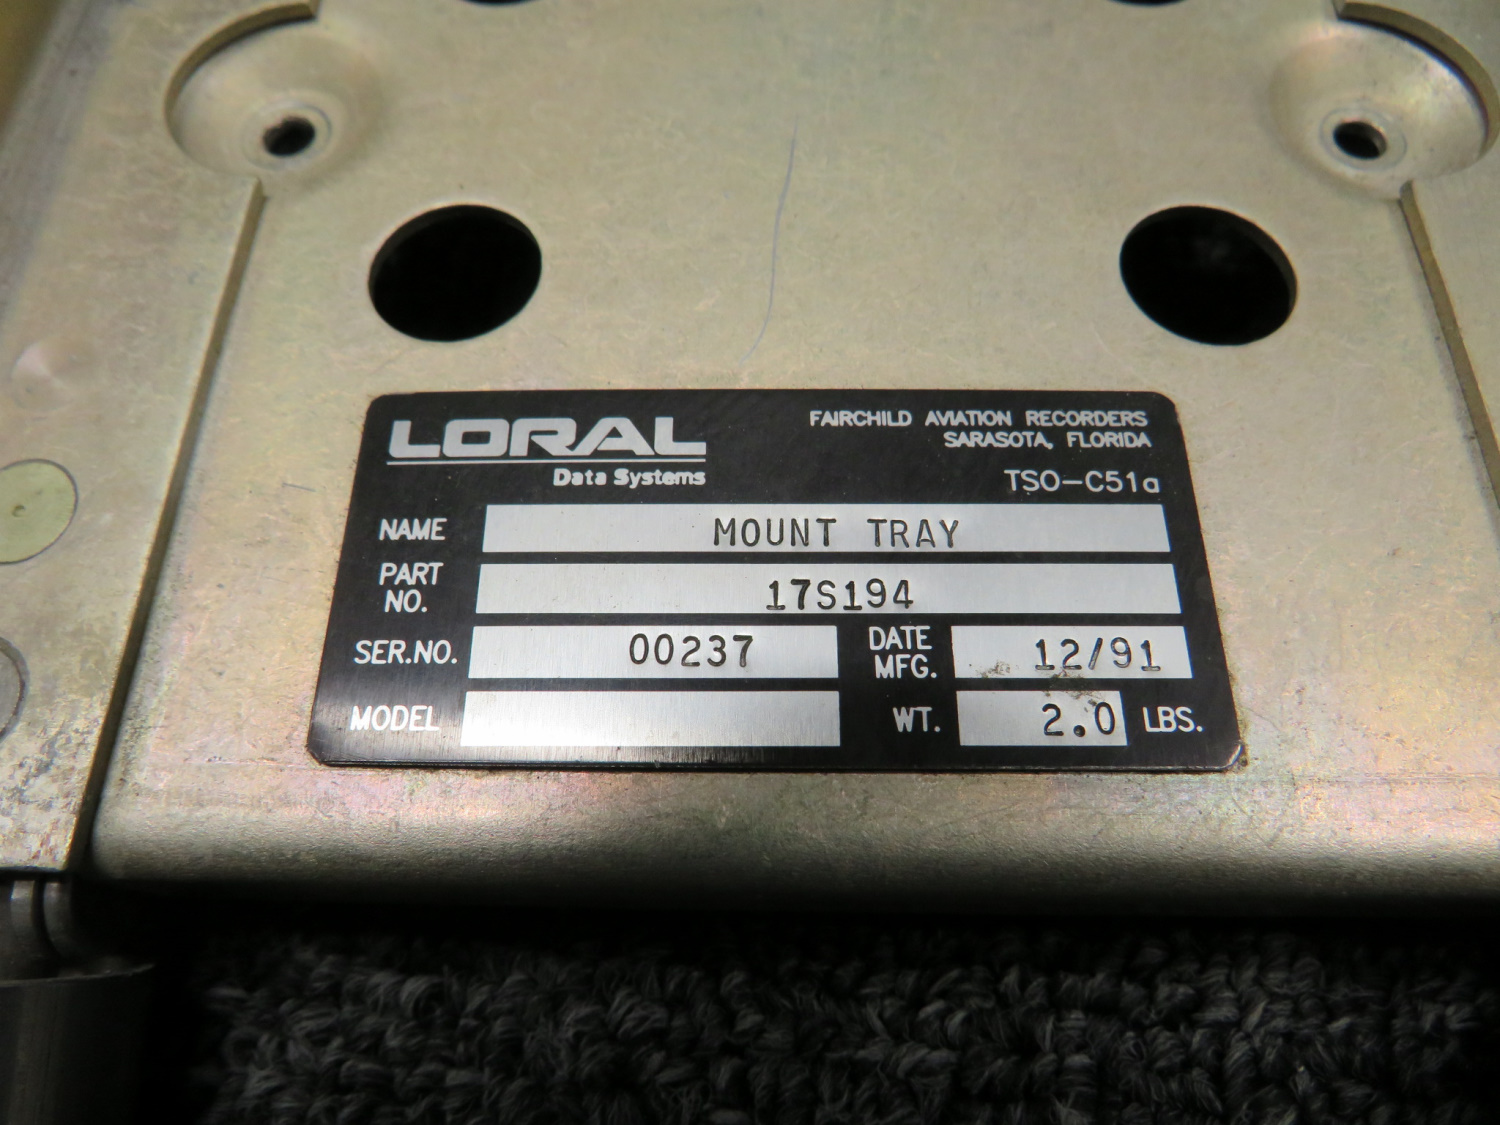 LORAL
Data Systems
FAIRCHILD AVIATION RECORDERS
SARASOTA, FLORIDA
TSO-C51a
NAME MOUNT TRAY
PART NO. 17S194
SER.NO. 00237 DATE MFG. 12/91
MODEL WT. 2.0 LBS.